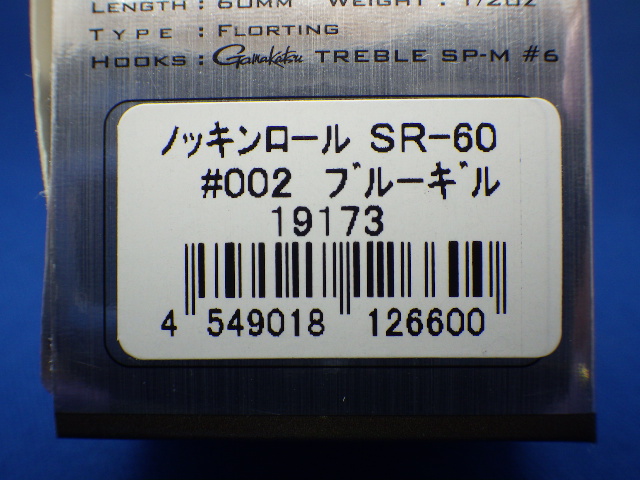 LENGTH : 60MM WEIGHT : 1/2OZ
TYPE : FLORTING
HOOKS : Gamakatsu TREBLE SP-M #6
ノッキンロール SR-60
#002 ブルーギル
19173
4 549018 126600